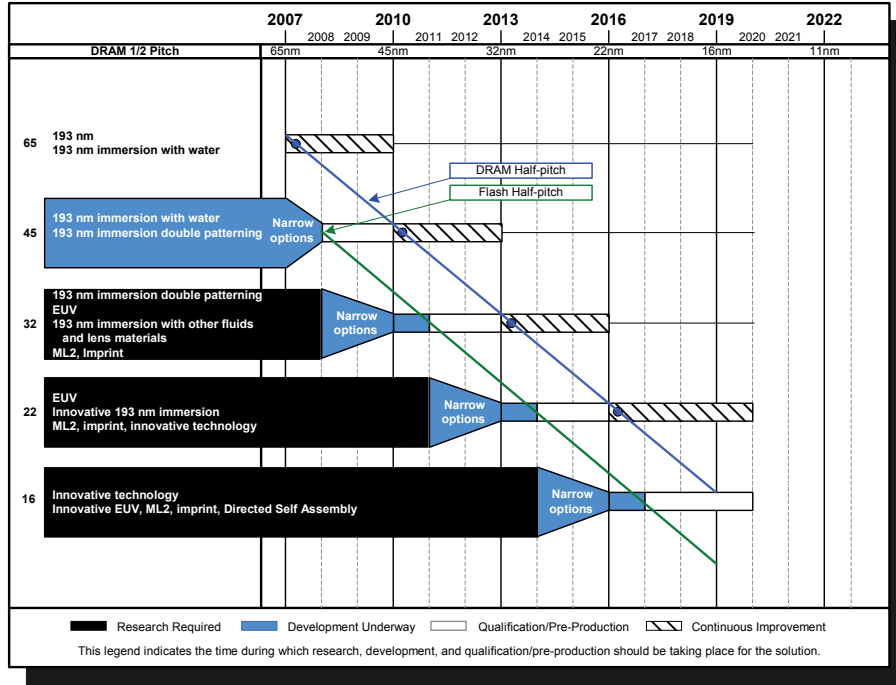 2007 2010 2013 2016 2019 2022
2008 2009 2011 2012 2014 2015 2017 2018 2020 2021
DRAM 1/2 Pitch 65nm 45nm 32nm 22nm 16nm 11nm
65 193 nm
193 nm immersion with water
DRAM Half-pitch
Flash Half-pitch
45 193 nm immersion with water
193 nm immersion double patterning
Narrow
options
32 193 nm immersion double patterning
EUV
193 nm immersion with other fluids
and lens materials
ML2, Imprint
Narrow
options
22 EUV
Innovative 193 nm immersion
ML2, imprint, innovative technology
Narrow
options
16 Innovative technology
Innovative EUV, ML2, imprint, Directed Self Assembly
Narrow
options
Research Required Development Underway Qualification/Pre-Production Continuous Improvement
This legend indicates the time during which research, development, and qualification/pre-production should be taking place for the solution.